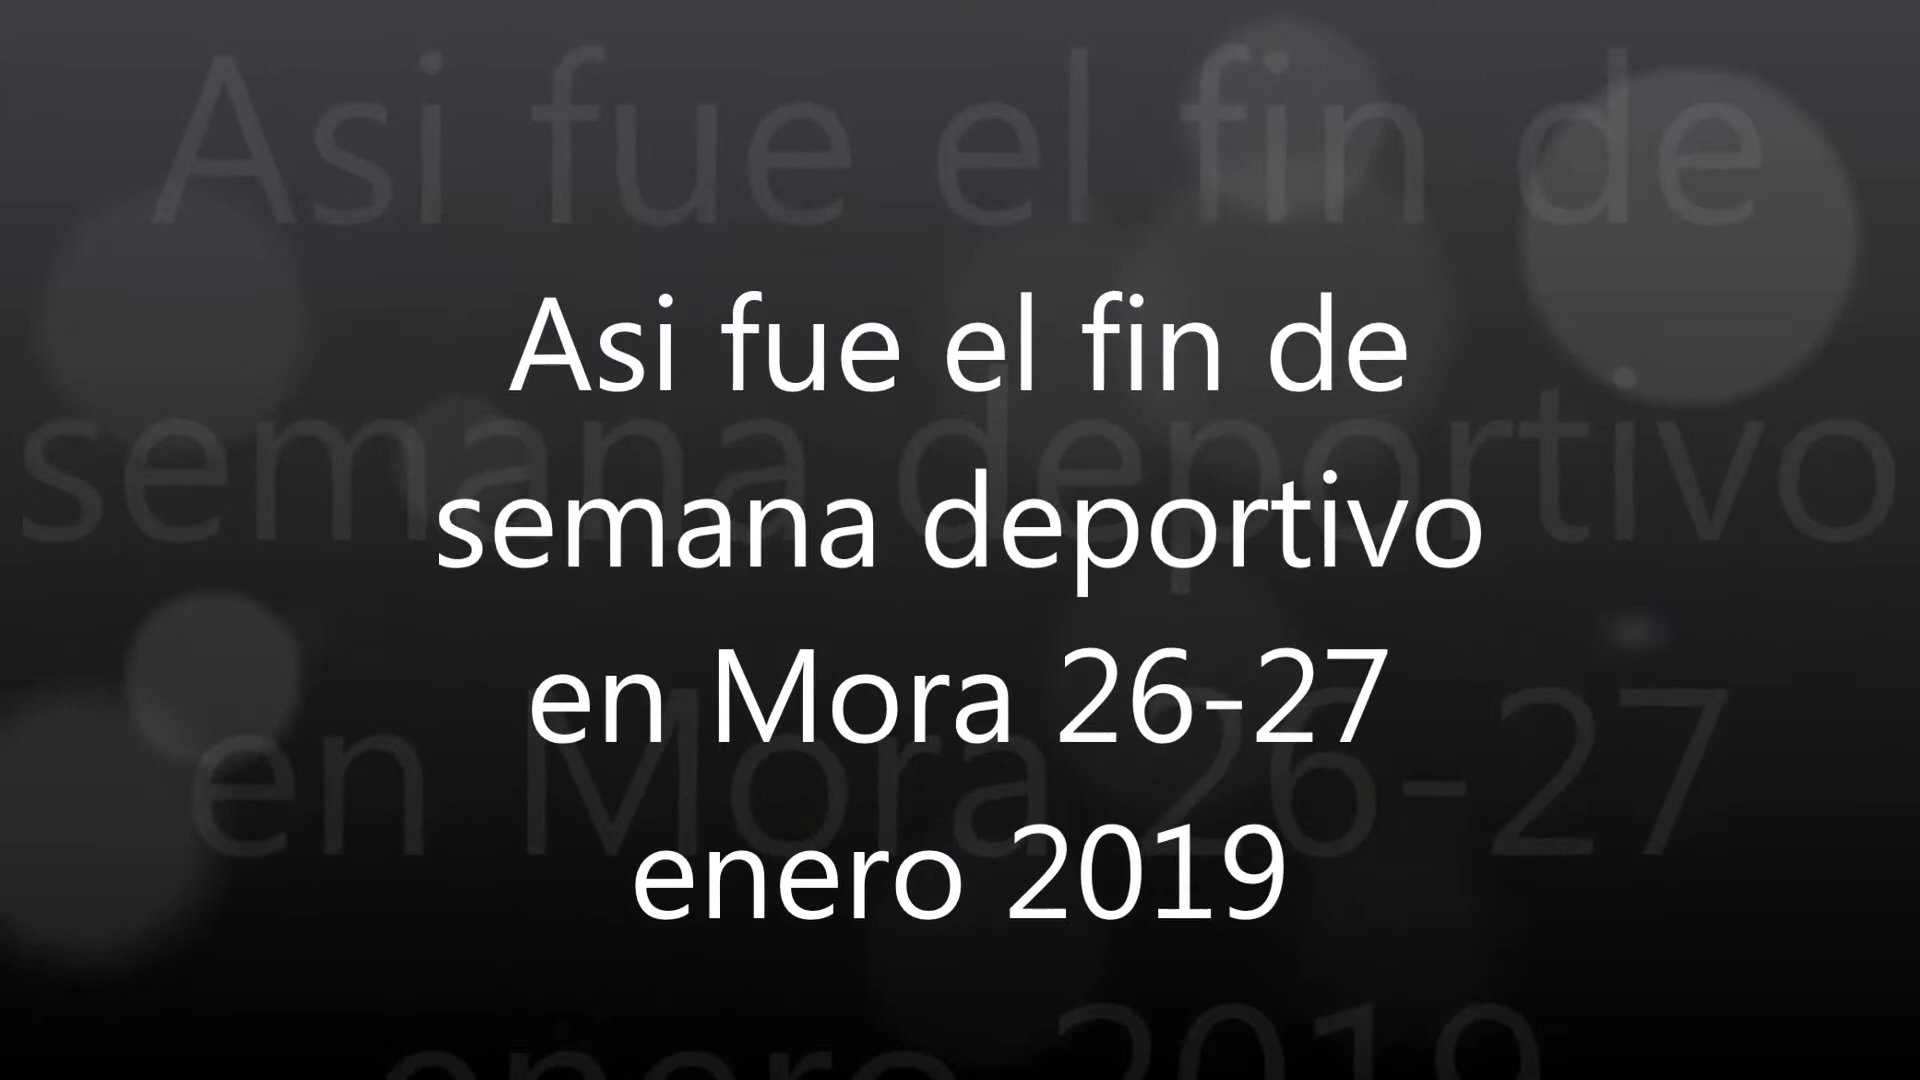 Asi fue el fin de
semana deportivo
en Mora 26-27
enero 2019